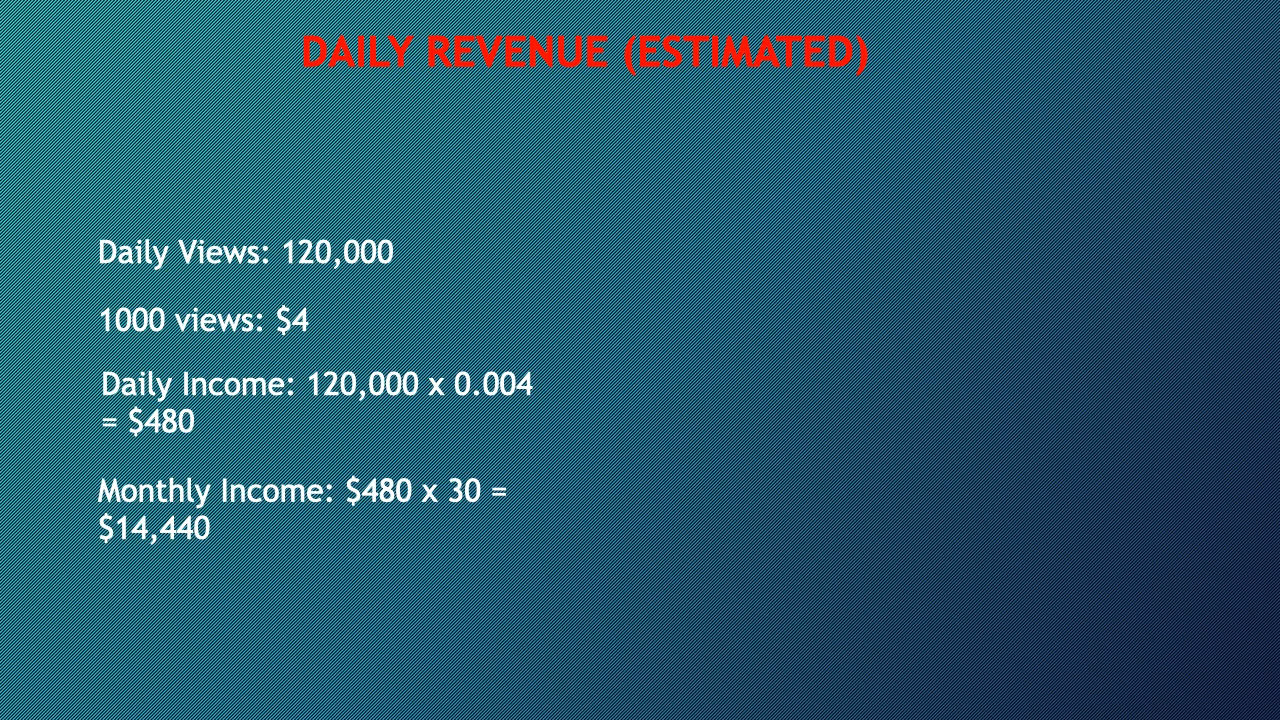 DAILY REVENUE (ESTIMATED)
Daily Views: 120,000
1000 views: $4
Daily Income: 120,000 x 0.004
= $480
Monthly Income: $480 x 30 =
$14,440